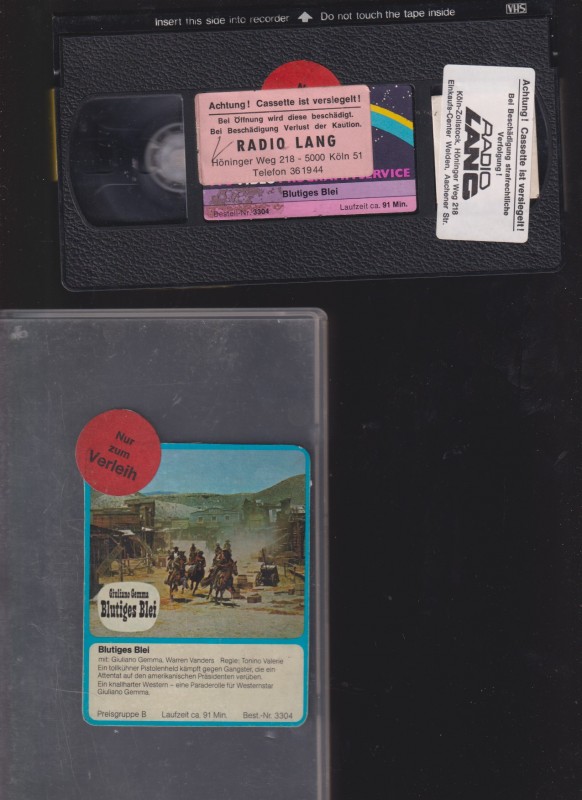 Insert this side into recorder
Do not touch the tape inside
VHS
Achtung! Cassette ist versiegelt!
Bei Öffnung wird diese beschädigt.
Bei Beschädigung Verlust der Kaution.
RADIO LANG
Höninger Weg 218 - 5000 Köln 51
Telefon 361944
SERVICE
Blutiges Blei
Bestell-Nr. 3304
Laufzeit ca. 91 Min.
Achtung! Cassette ist versiegelt!
Bei Beschädigung strafrechtliche
Verfolgung!
RADIO
LANG
Köln-Zollstock, Höninger Weg 218
Einkaufs-Center Weiden, Aachener Str.
Nur
zum
Verleih
Giuliano Gemma
Blutiges Blei
Blutiges Blei
mit: Giuliano Gemma, Warren Vanders Regie: Tonino Valerie
Ein tollkühner Pistolenheld kämpft gegen Gangster, die ein
Attentat auf den amerikanischen Präsidenten verüben.
Ein knallharter Western – eine Paraderolle für Westernstar
Giuliano Gemma.
Preisgruppe B Laufzeit ca. 91 Min. Best.-Nr. 3304